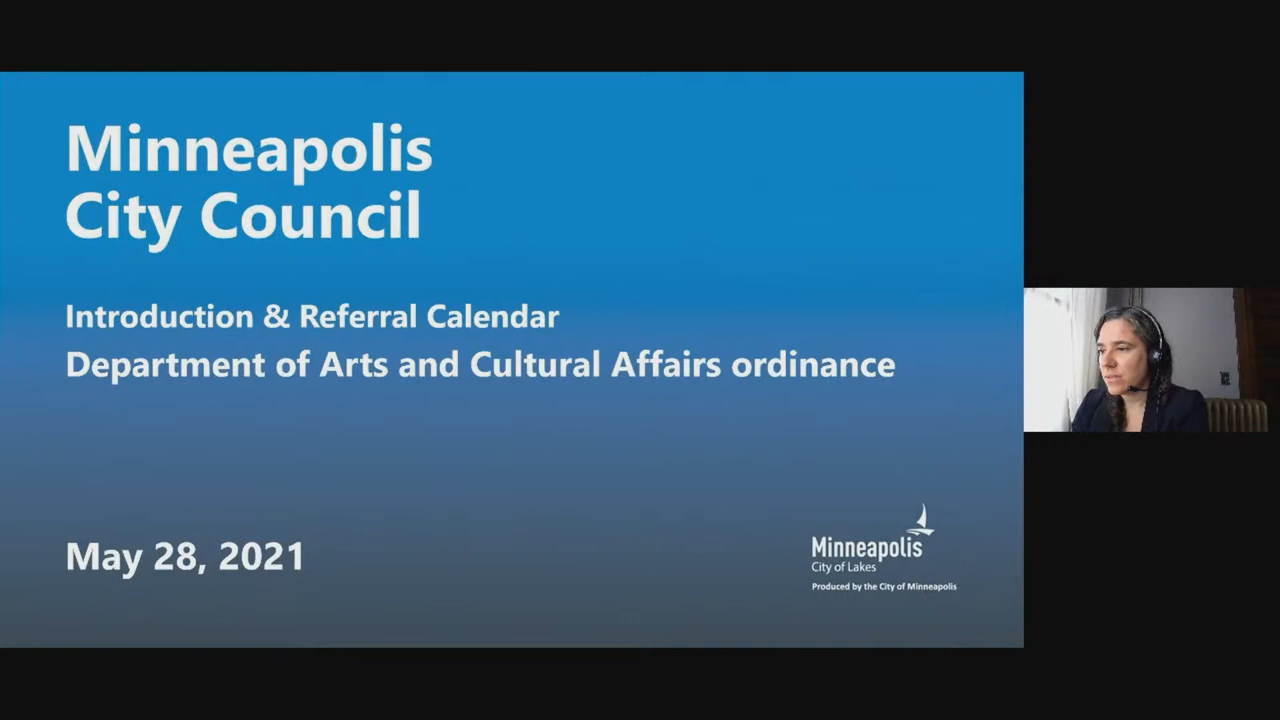 Minneapolis
City Council
Introduction & Referral Calendar
Department of Arts and Cultural Affairs ordinance
May 28, 2021
Minneapolis
City of Lakes
Produced by the City of Minneapolis